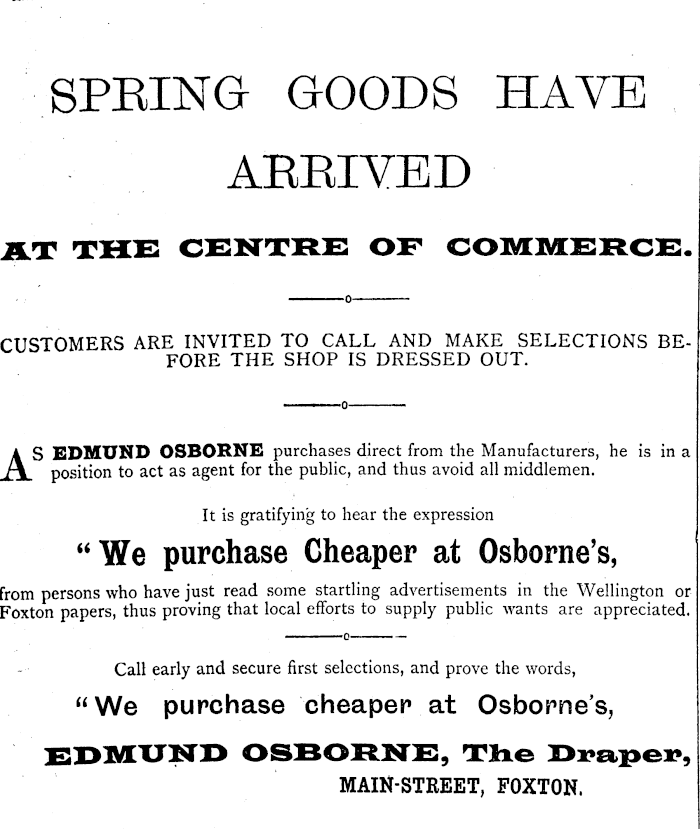 SPRING GOODS HAVE
ARRIVED
AT THE CENTRE OF COMMERCE.
CUSTOMERS ARE INVITED TO CALL AND MAKE SELECTIONS BE-
FORE THE SHOP IS DRESSED OUT.
AS EDMUND OSBORNE purchases direct from the Manufacturers, he is in a
position to act as agent for the public, and thus avoid all middlemen.
It is gratifying to hear the expression
“We purchase Cheaper at Osborne's,
from persons who have just read some startling advertisements in the Wellington or
Foxton papers, thus proving that local efforts to supply public wants are appreciated.
Call early and secure first selections, and prove the words,
“We purchase cheaper at Osborne's,
EDMUND OSBORNE, The Draper,
MAIN-STREET, FOXTON.